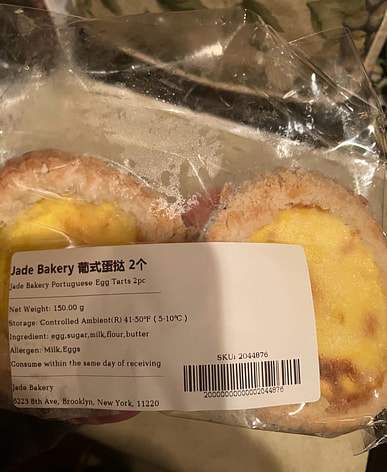 Jade Bakery 葡式蛋挞 2个
Jade Bakery Portuguese Egg Tarts 2pc
Net Weight: 150.00 g
Storage: Controlled Ambient(R) 41-50°F ( 5-10°C )
Ingredient: egg,sugar,milk,flour,butter
Allergen: Milk,Eggs
Consume within the same day of receiving
SKU: 2044876
20000000000002044876
Jade Bakery
6223 8th Ave, Brooklyn, New York, 11220